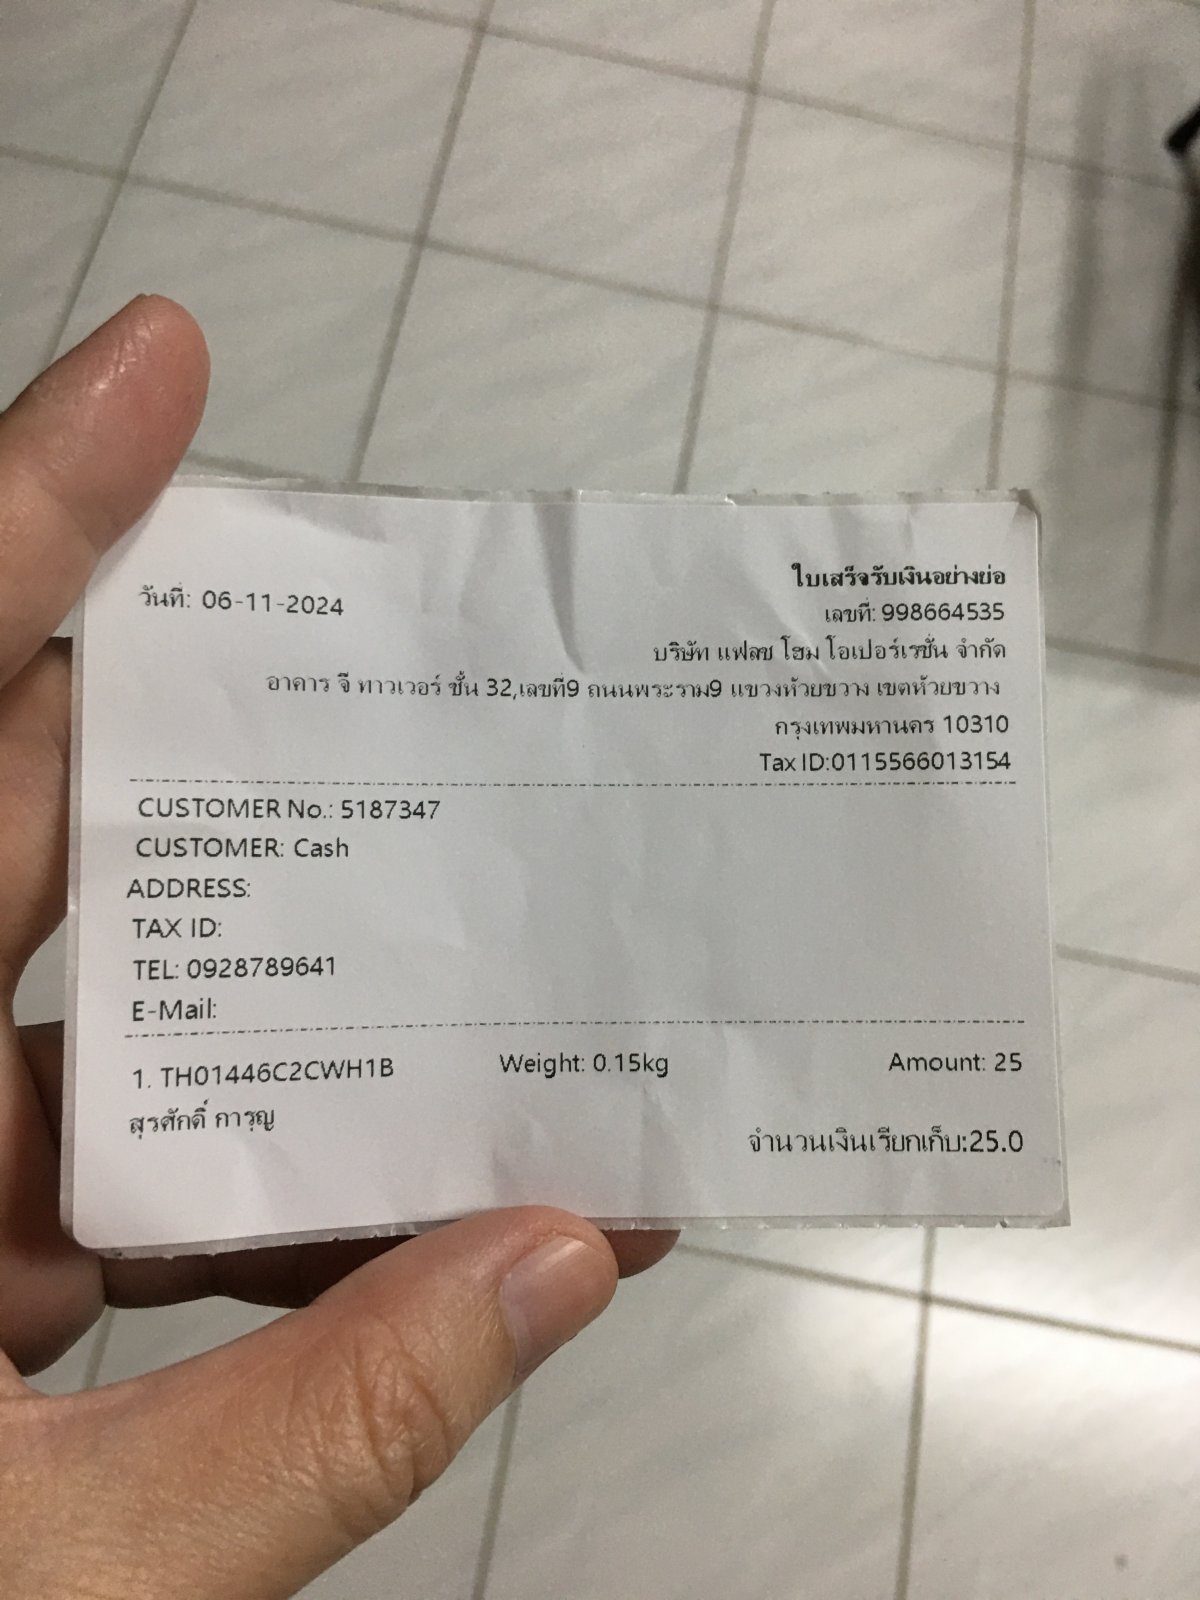 ใบเสร็จรับเงินอย่างย่อ
วันที่: 06-11-2024
เลขที่: 998664535
บริษัท แฟลช โฮม โอเปอร์เรชั่น จำกัด
อาคาร จี ทาวเวอร์ ชั้น 32,เลขที่9 ถนนพระราม9 แขวงห้วยขวาง เขตห้วยขวาง
กรุงเทพมหานคร 10310
Tax ID:0115566013154
CUSTOMER No.: 5187347
CUSTOMER: Cash
ADDRESS:
TAX ID:
TEL: 0928789641
E-Mail:
1. TH01446C2CWH1B Weight: 0.15kg Amount: 25
สุรศักดิ์ การุญ
จำนวนเงินเรียกเก็บ:25.0